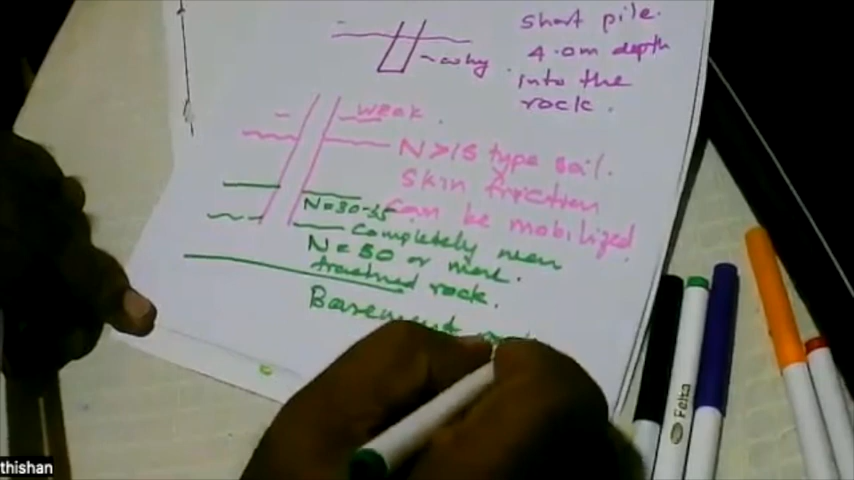 short pile.
4.0m depth
into the
rock.
why
weak.
N>15 type soil.
Skin friction
Can be mobilized.
N=30-35
Completely
N = 50 or more.
fractured rock.
Basement
Felta
thishan